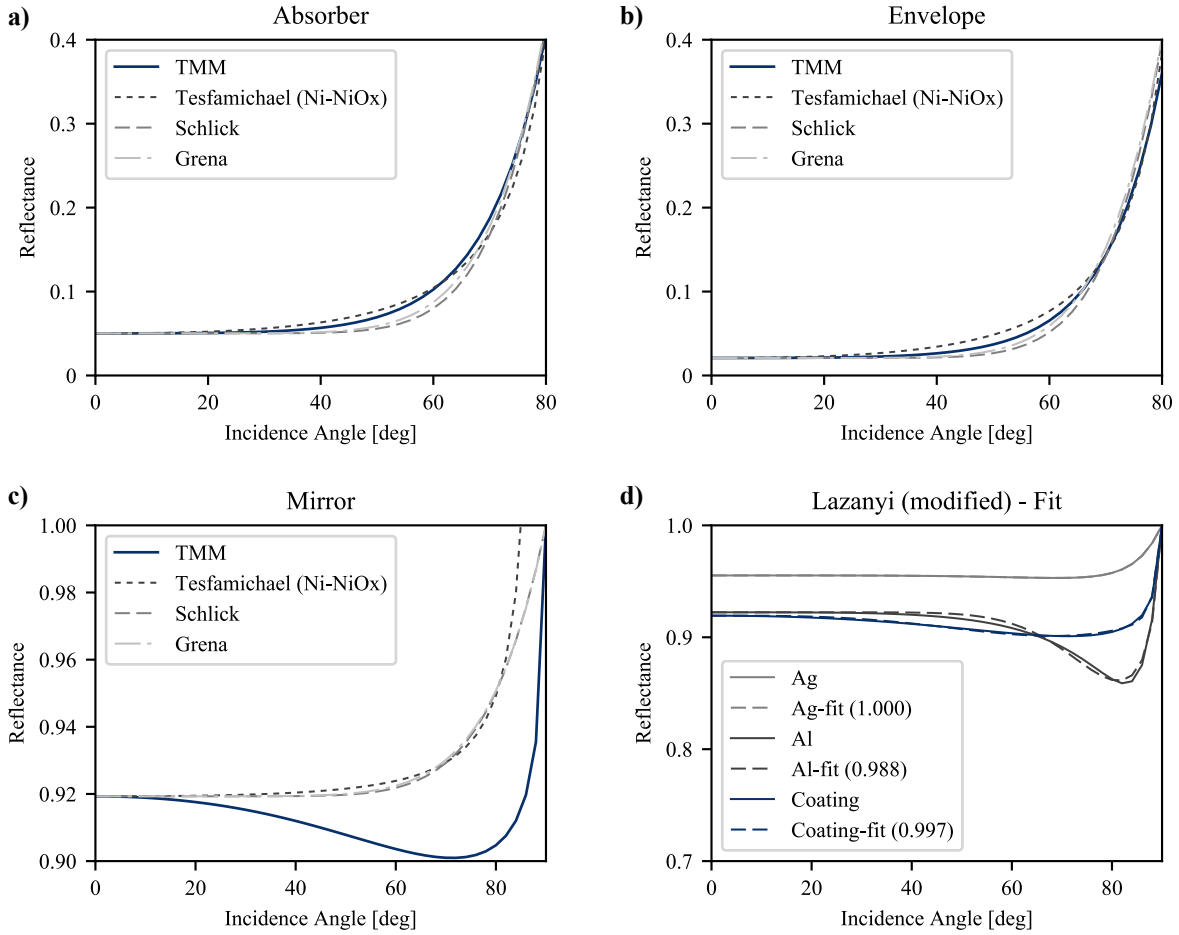 a)
Absorber
0.4
0.3
0.2
0.1
0
Reflectance
TMM
Tesfamichael (Ni-NiOx)
Schlick
Grena
0 20 40 60 80
Incidence Angle [deg]
b)
Envelope
0.4
0.3
0.2
0.1
0
Reflectance
TMM
Tesfamichael (Ni-NiOx)
Schlick
Grena
0 20 40 60 80
Incidence Angle [deg]
c)
Mirror
1.00
0.98
0.96
0.94
0.92
0.90
Reflectance
TMM
Tesfamichael (Ni-NiOx)
Schlick
Grena
0 20 40 60 80
Incidence Angle [deg]
d)
Lazanyi (modified) - Fit
1.0
0.9
0.8
0.7
Reflectance
Ag
Ag-fit (1.000)
Al
Al-fit (0.988)
Coating
Coating-fit (0.997)
0 20 40 60 80
Incidence Angle [deg]